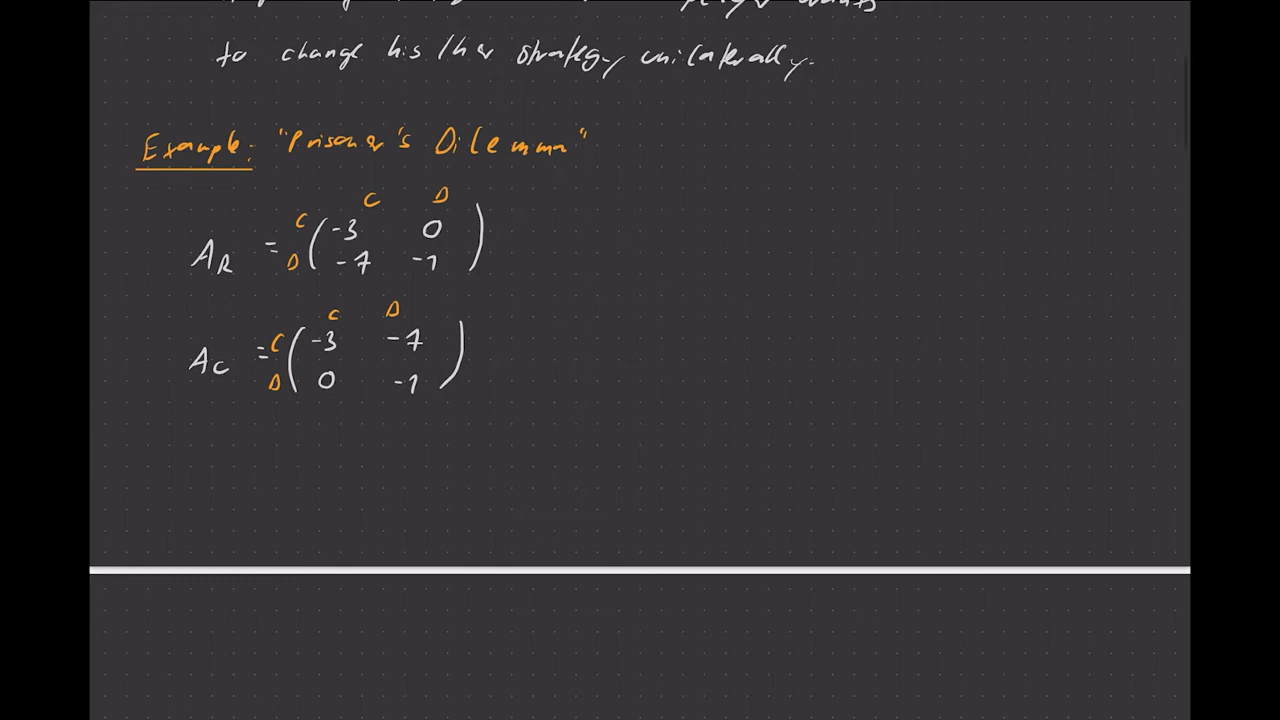 wants
to change his/her strategy unilaterally.
Example: "Prisoner's Dilemma"
C D
C -3 0
A_R = ( )
D -7 -1
C D
C -3 -7
A_C = ( )
D 0 -1